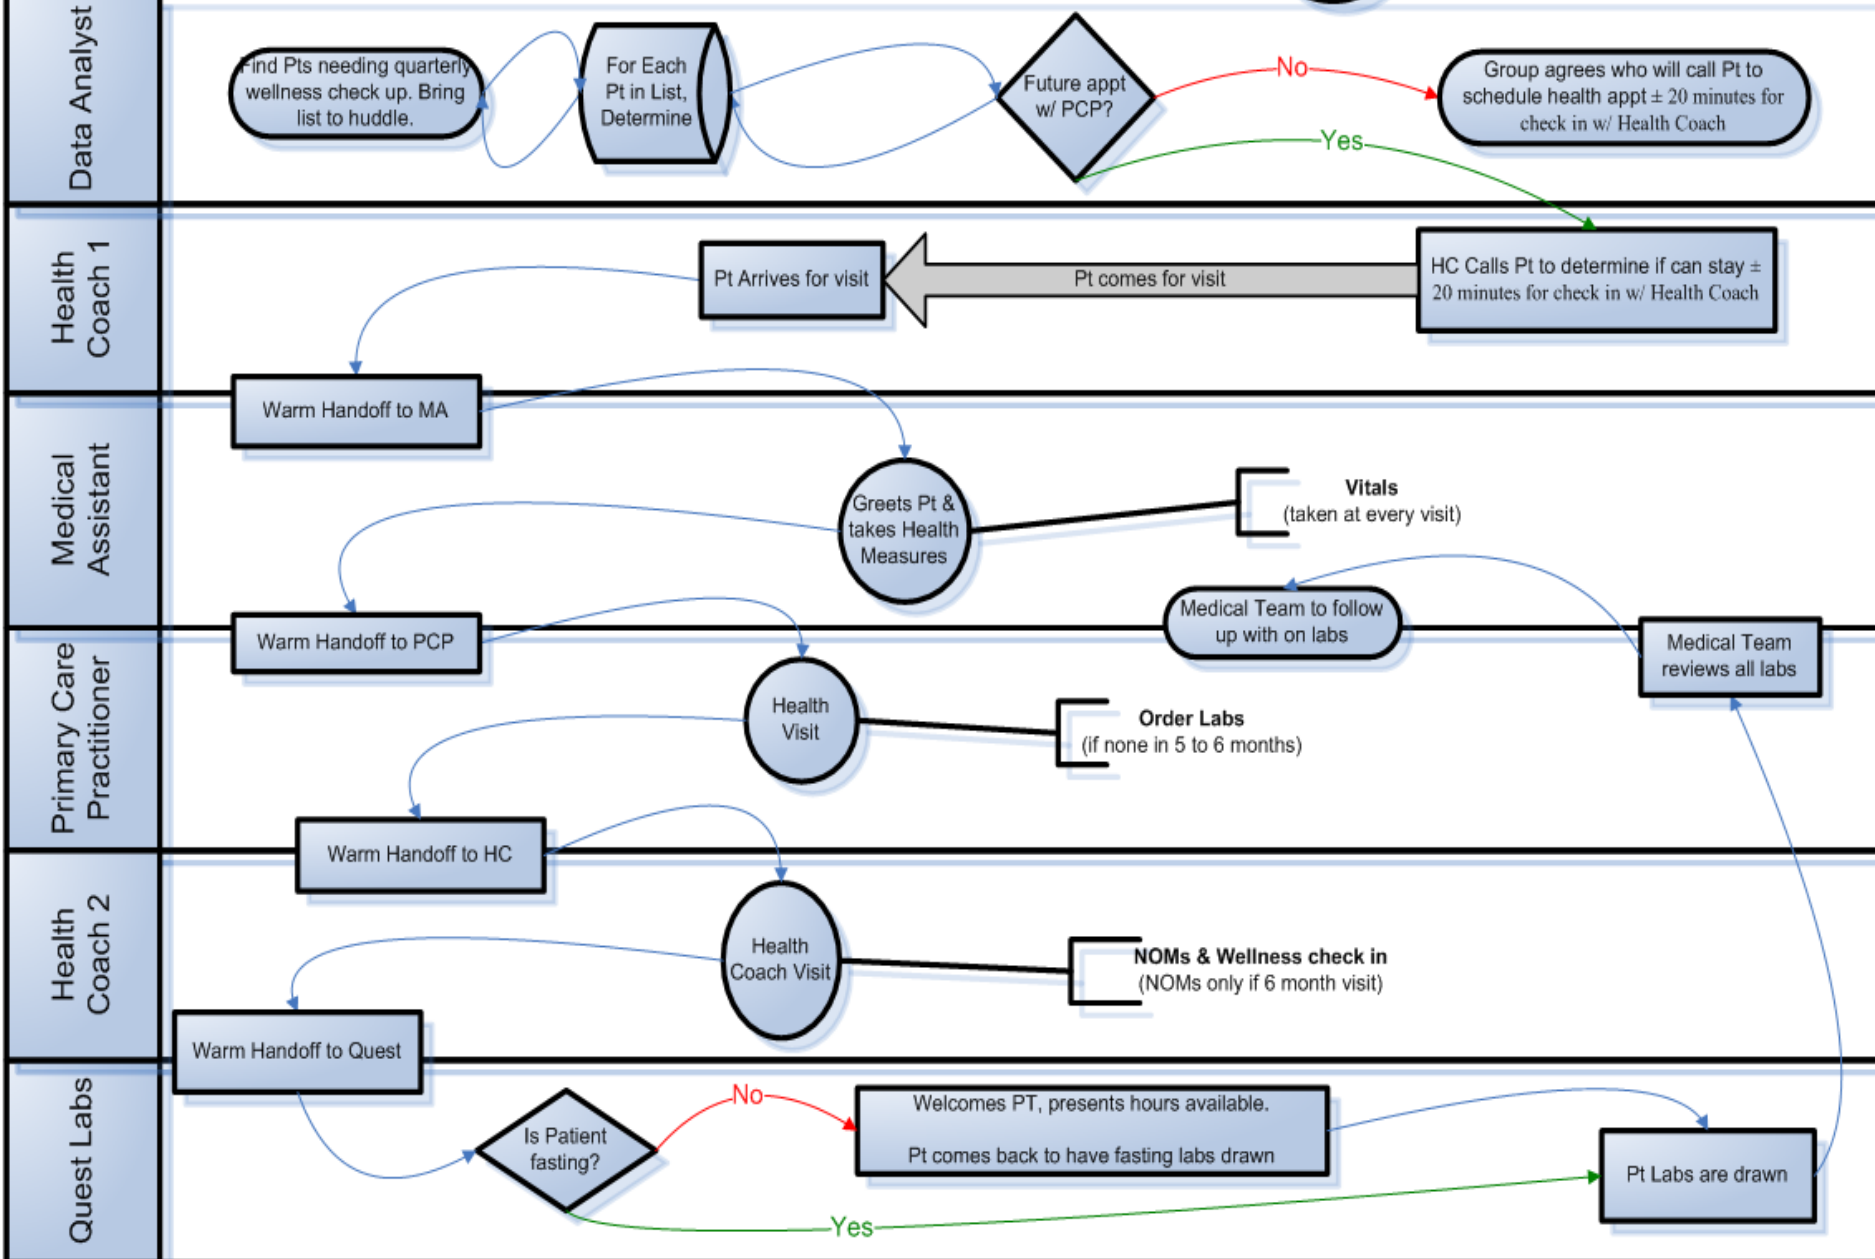 Data Analyst
Find Pts needing quarterly
wellness check up. Bring
list to huddle.
For Each
Pt in List,
Determine
Future appt
w/ PCP?
No
Yes
Group agrees who will call Pt to
schedule health appt ± 20 minutes for
check in w/ Health Coach
Health
Coach 1
Pt Arrives for visit
Pt comes for visit
HC Calls Pt to determine if can stay ±
20 minutes for check in w/ Health Coach
Warm Handoff to MA
Medical
Assistant
Greets Pt &
takes Health
Measures
Vitals
(taken at every visit)
Medical Team to follow
up with on labs
Warm Handoff to PCP
Medical Team
reviews all labs
Primary Care
Practitioner
Health
Visit
Order Labs
(if none in 5 to 6 months)
Warm Handoff to HC
Health
Coach 2
Health
Coach Visit
NOMs & Wellness check in
(NOMs only if 6 month visit)
Warm Handoff to Quest
Quest Labs
Is Patient
fasting?
No
Yes
Welcomes PT, presents hours available.
Pt comes back to have fasting labs drawn
Pt Labs are drawn